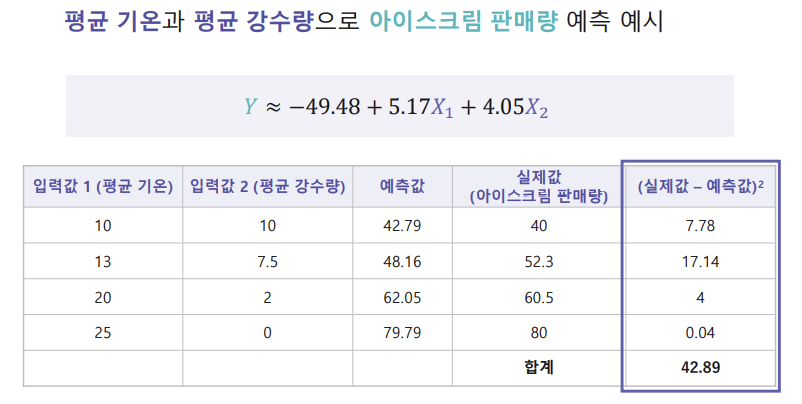 평균 기온과 평균 강수량으로 아이스크림 판매량 예측 예시
Y ≈ −49.48 + 5.17X₁ + 4.05X₂
입력값 1 (평균 기온) 입력값 2 (평균 강수량) 예측값 실제값 (아이스크림 판매량) (실제값 – 예측값)²
10 10 42.79 40 7.78
13 7.5 48.16 52.3 17.14
20 2 62.05 60.5 4
25 0 79.79 80 0.04
합계 42.89